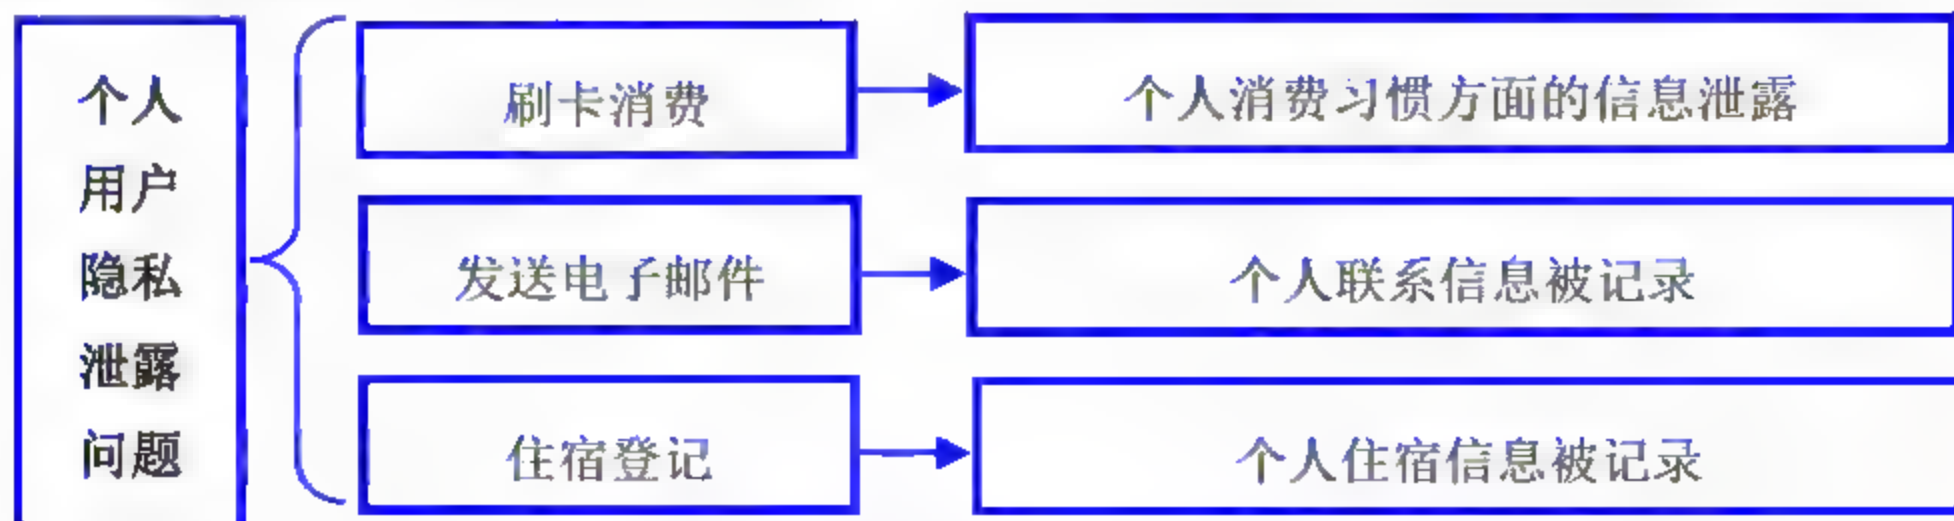 个人
用户
隐私
泄露
问题
刷卡消费
个人消费习惯方面的信息泄露
发送电子邮件
个人联系信息被记录
住宿登记
个人住宿信息被记录